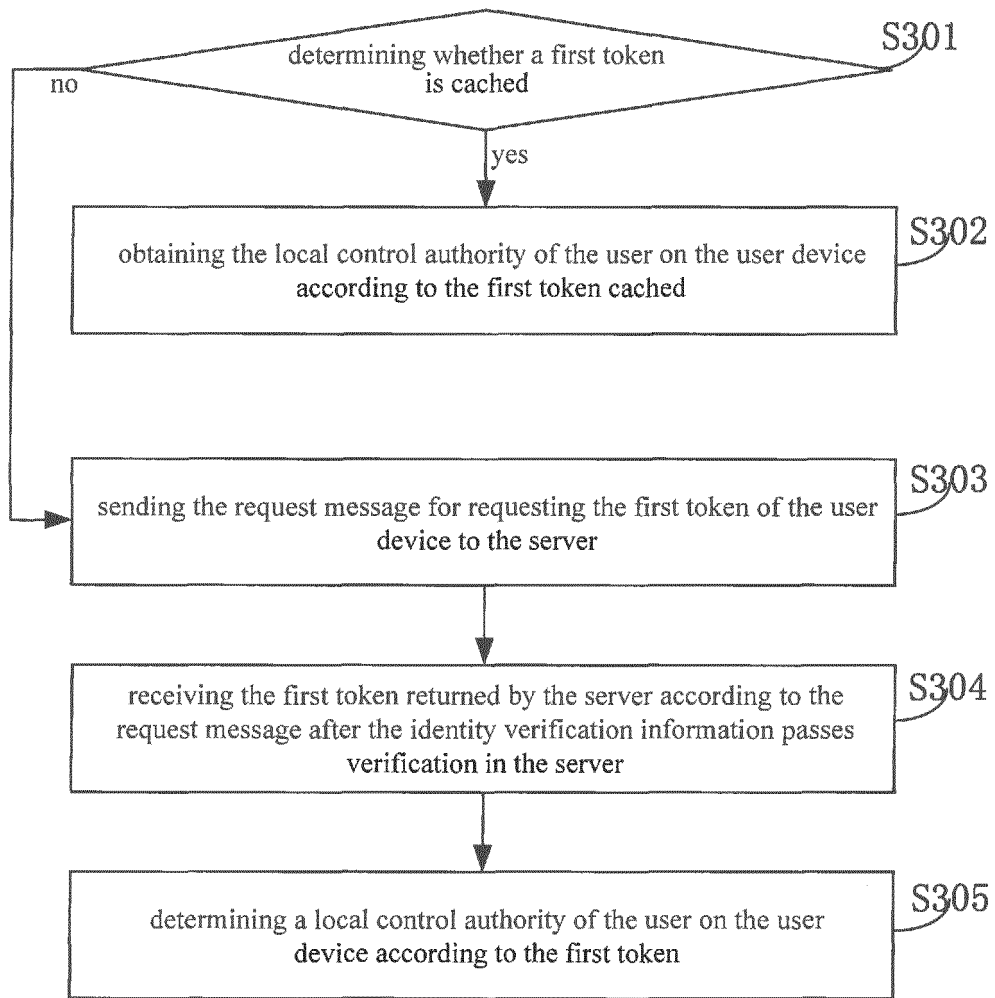 S301
determining whether a first token
is cached
no
yes
S302
obtaining the local control authority of the user on the user device
according to the first token cached
S303
sending the request message for requesting the first token of the user
device to the server
S304
receiving the first token returned by the server according to the
request message after the identity verification information passes
verification in the server
S305
determining a local control authority of the user on the user
device according to the first token